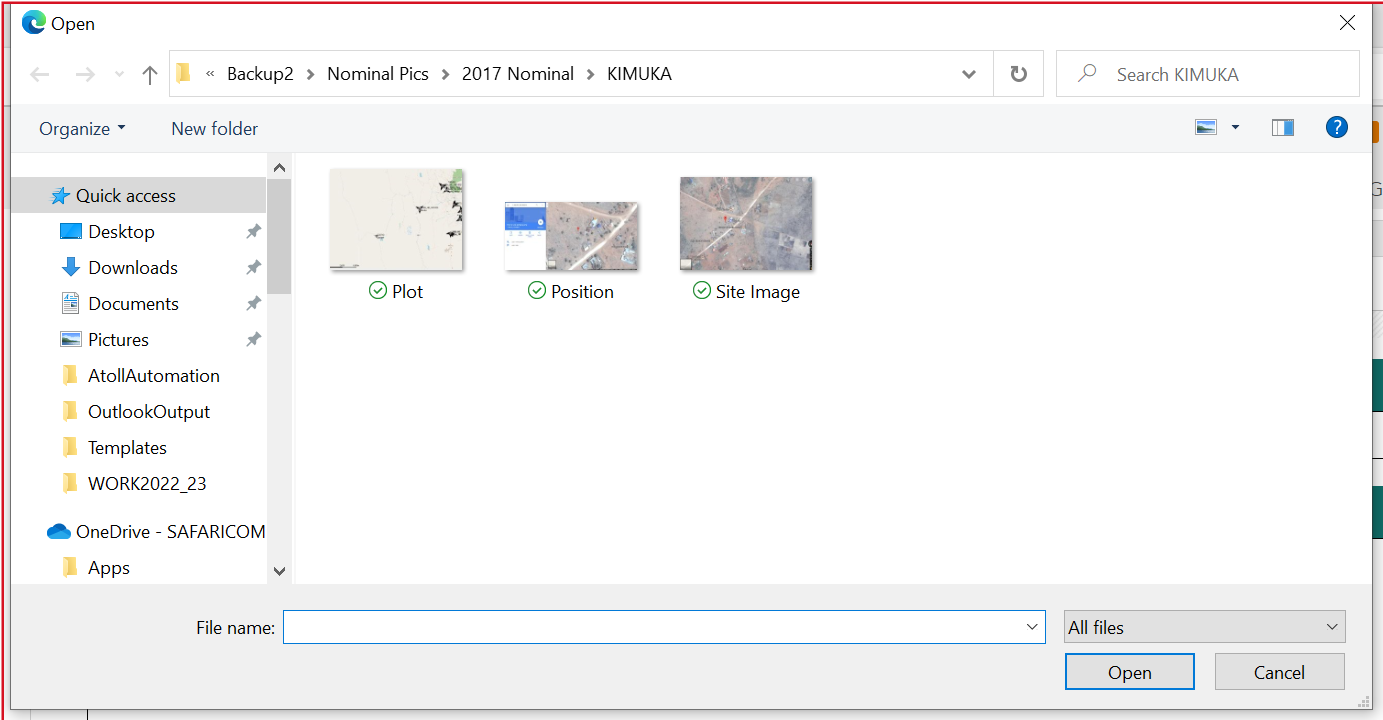 Open
« Backup2 > Nominal Pics > 2017 Nominal > KIMUKA
Search KIMUKA
Organize
New folder
?
G
Quick access
Desktop
Downloads
Documents
Pictures
AtollAutomation
OutlookOutput
Templates
WORK2022_23
OneDrive - SAFARICOM
Apps
Plot
Position
Site Image
File name:
All files
Open
Cancel